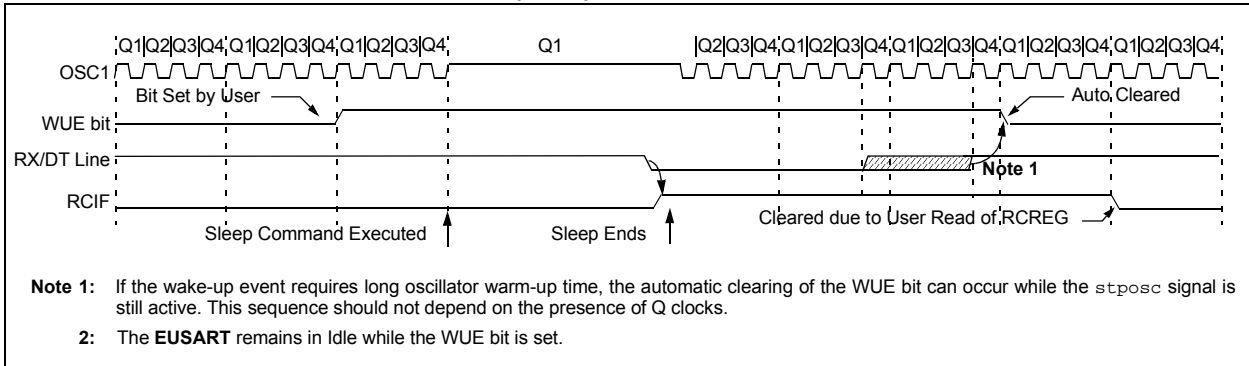 Q1|Q2|Q3|Q4 Q1|Q2|Q3|Q4 Q1|Q2|Q3|Q4 Q1 |Q2|Q3|Q4 Q1|Q2|Q3|Q4 Q1|Q2|Q3|Q4 Q1|Q2|Q3|Q4 Q1|Q2|Q3|Q4
OSC1
Bit Set by User
Auto Cleared
WUE bit
RX/DT Line
Note 1
RCIF
Cleared due to User Read of RCREG
Sleep Command Executed
Sleep Ends
Note 1: If the wake-up event requires long oscillator warm-up time, the automatic clearing of the WUE bit can occur while the stposc signal is
still active. This sequence should not depend on the presence of Q clocks.
2: The EUSART remains in Idle while the WUE bit is set.